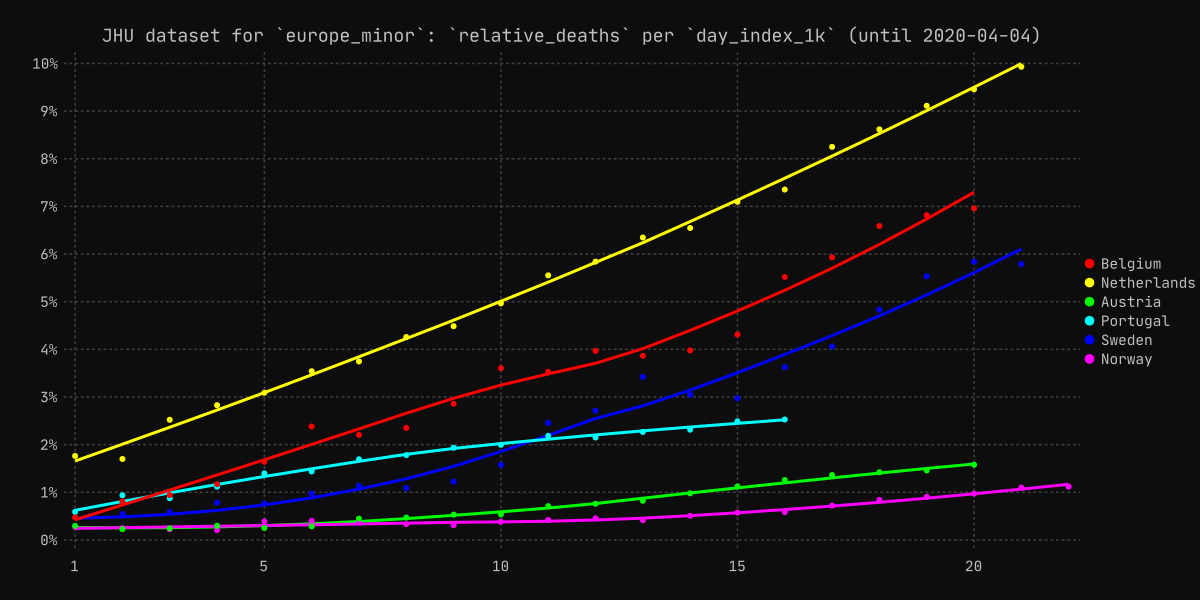 JHU dataset for `europe_minor`: `relative_deaths` per `day_index_1k` (until 2020-04-04)
10%
9%
8%
7%
6%
5%
4%
3%
2%
1%
0%
1 5 10 15 20
Belgium
Netherlands
Austria
Portugal
Sweden
Norway